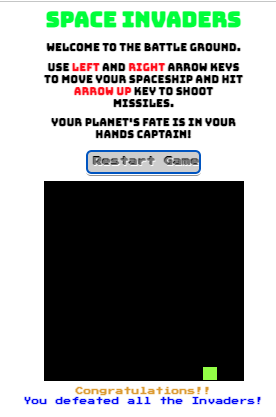 SPACE INVADERS
WELCOME TO THE BATTLE GROUND.
USE LEFT AND RIGHT ARROW KEYS
TO MOVE YOUR SPACESHIP AND HIT
ARROW UP KEY TO SHOOT
MISSILES.
YOUR PLANET'S FATE IS IN YOUR
HANDS CAPTAIN!
Restart Game
Congratulations!!
You defeated all the Invaders!